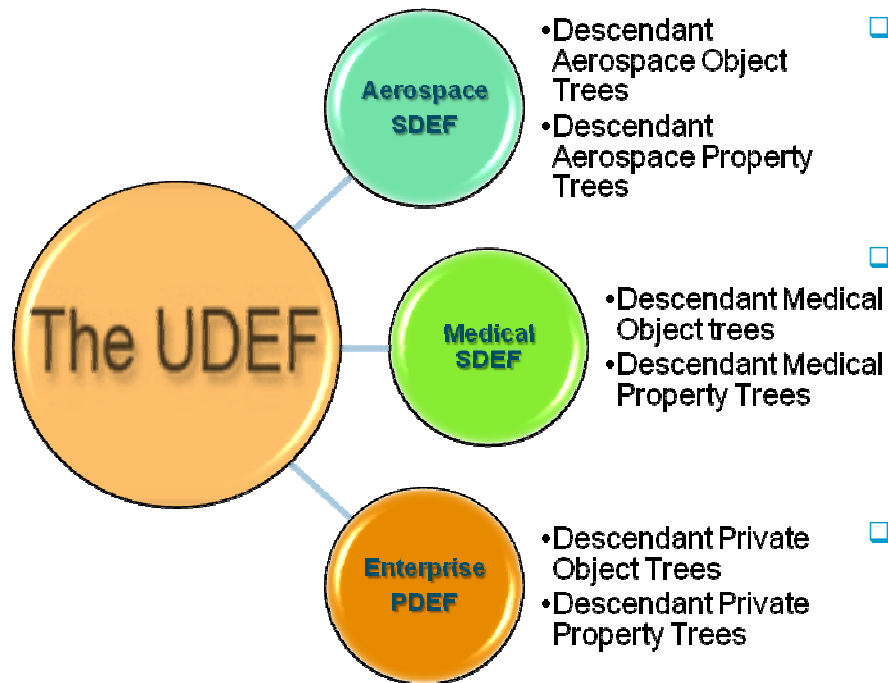 Aerospace
SDEF
•Descendant
Aerospace Object
Trees
•Descendant
Aerospace Property
Trees
The UDEF
Medical
SDEF
•Descendant Medical
Object trees
•Descendant Medical
Property Trees
Enterprise
PDEF
•Descendant Private
Object Trees
•Descendant Private
Property Trees